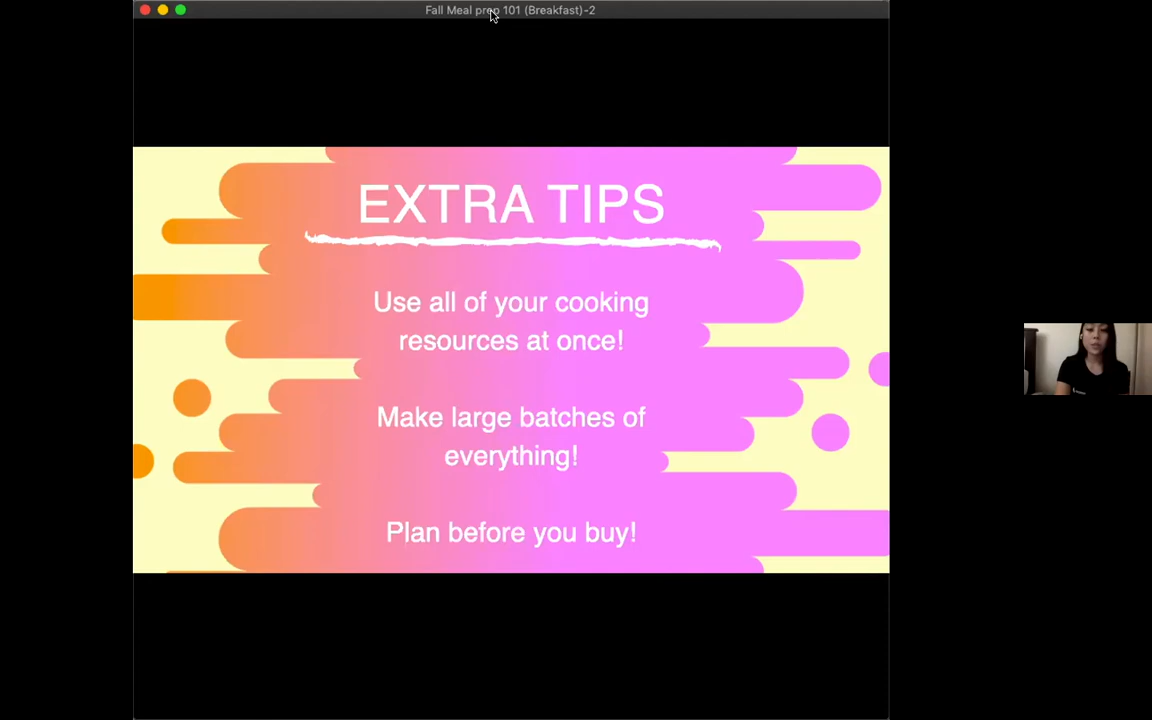 Fall Meal prep 101 (Breakfast)-2
EXTRA TIPS
Use all of your cooking
resources at once!
Make large batches of
everything!
Plan before you buy!